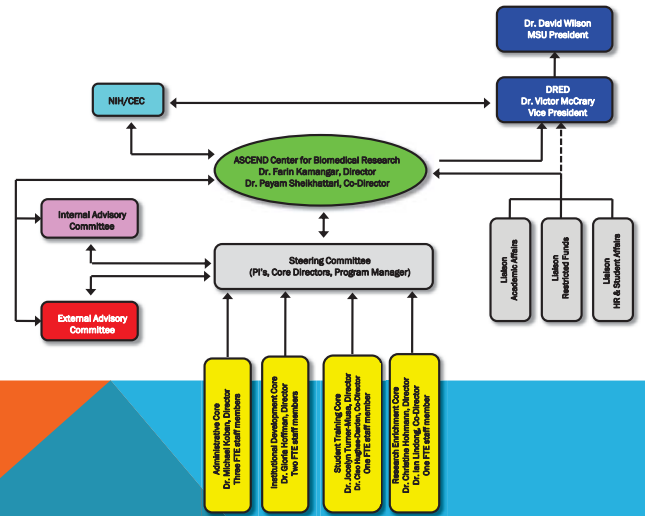 Dr. David Wilson
MSU President
DRED
Dr. Victor McCrary
Vice President
NIH/CEC
ASCEND Center for Biomedical Research
Dr. Farin Kamangar, Director
Dr. Payam Sheikhattari, Co-Director
Internal Advisory
Committee
Steering Committee
(PI's, Core Directors, Program Manager)
External Advisory
Committee
Liaison
Academic Affairs
Liaison
Restricted Funds
Liaison
HR & Student Affairs
Administrative Core
Dr. Michael Koban, Director
Three FTE staff members
Institutional Development Core
Dr. Gloria Hoffman, Director
Two FTE staff members
Student Training Core
Dr. Jocelyn Turner-Musa, Director
Dr. Cleo Hughes-Darden, Co-Director
One FTE staff member
Research Enrichment Core
Dr. Christine Hohmann, Director
Dr. Ian Lindong, Co-Director
One FTE staff member